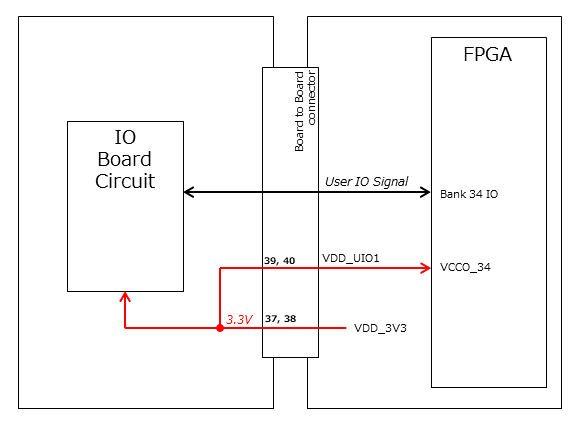 FPGA
Board to Board
connector
IO
Board
Circuit
User IO Signal
Bank 34 IO
39, 40
VDD_UIO1
VCCO_34
3.3V
37, 38
VDD_3V3